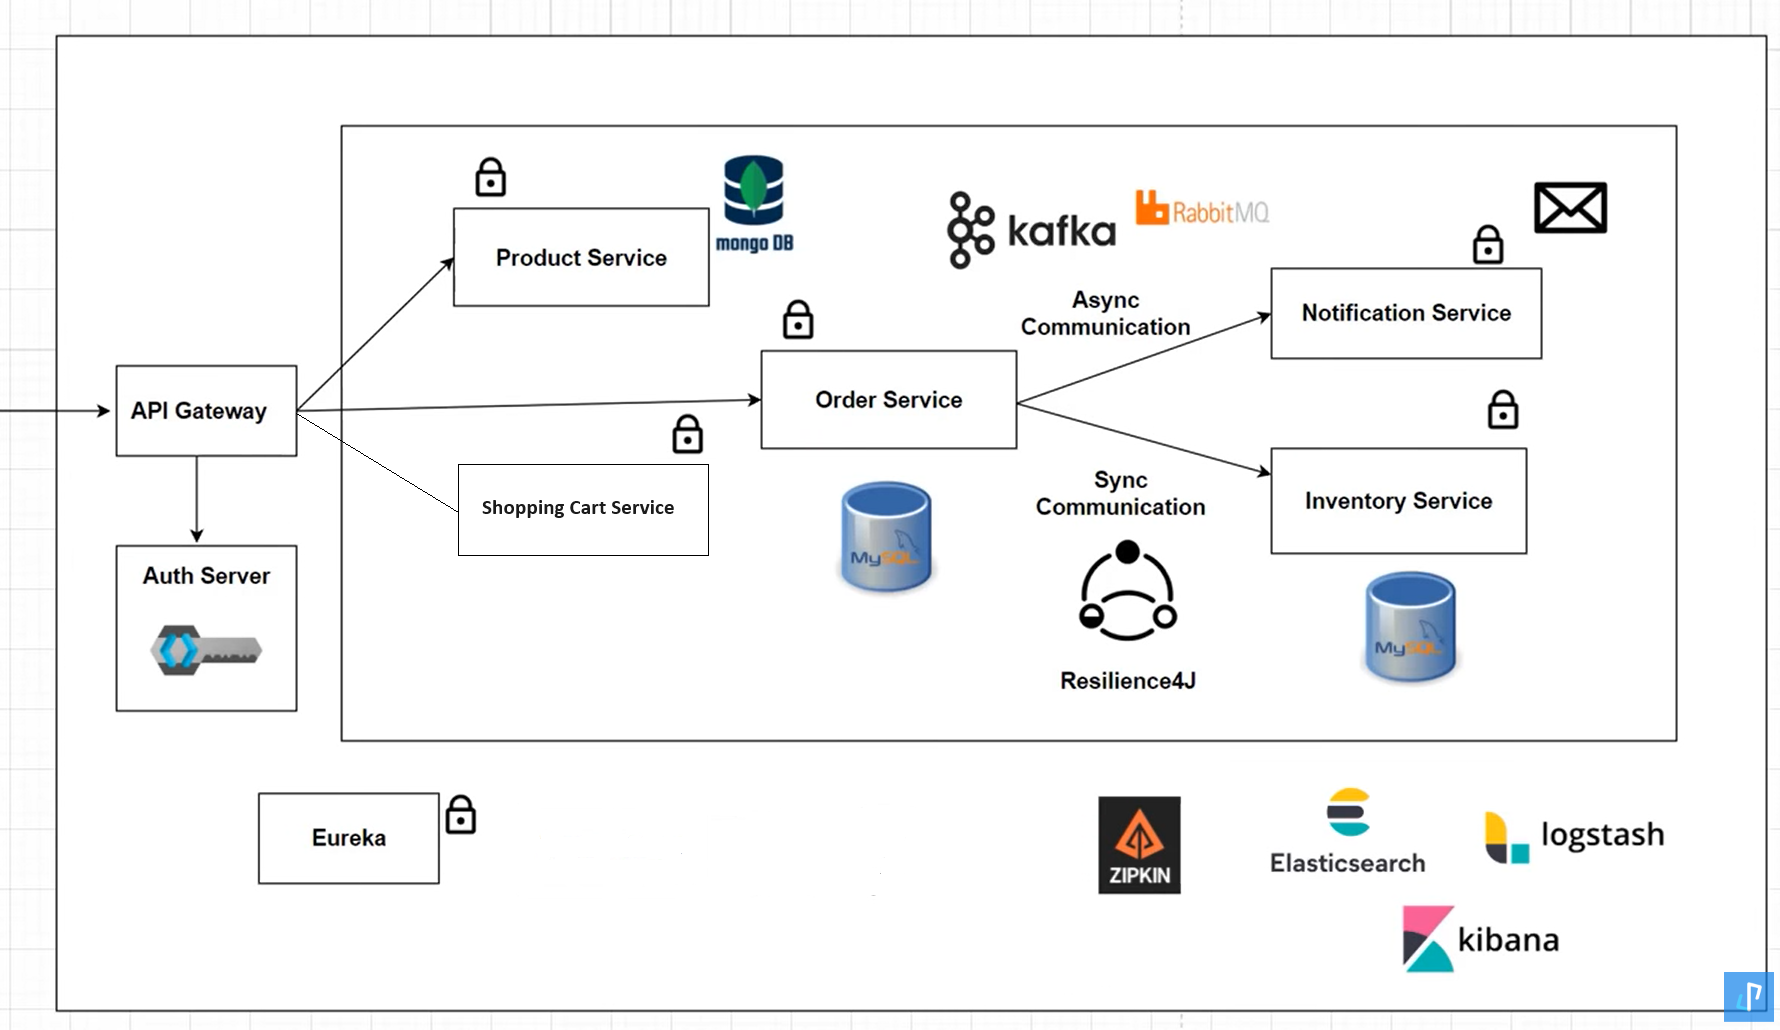 mongo DB
Product Service
kafka
RabbitMQ
Async
Communication
Notification Service
API Gateway
Order Service
Shopping Cart Service
Sync
Communication
Inventory Service
MySQL
Auth Server
MySQL
Resilience4J
Eureka
ZIPKIN
Elasticsearch
logstash
kibana